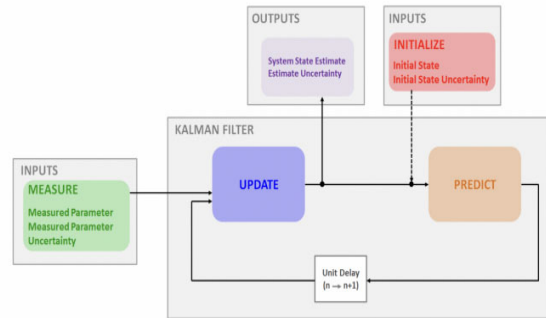 OUTPUTS
System State Estimate
Estimate Uncertainty
INPUTS
INITIALIZE
Initial State
Initial State Uncertainty
KALMAN FILTER
INPUTS
MEASURE
Measured Parameter
Measured Parameter
Uncertainty
UPDATE
PREDICT
Unit Delay
(n → n+1)